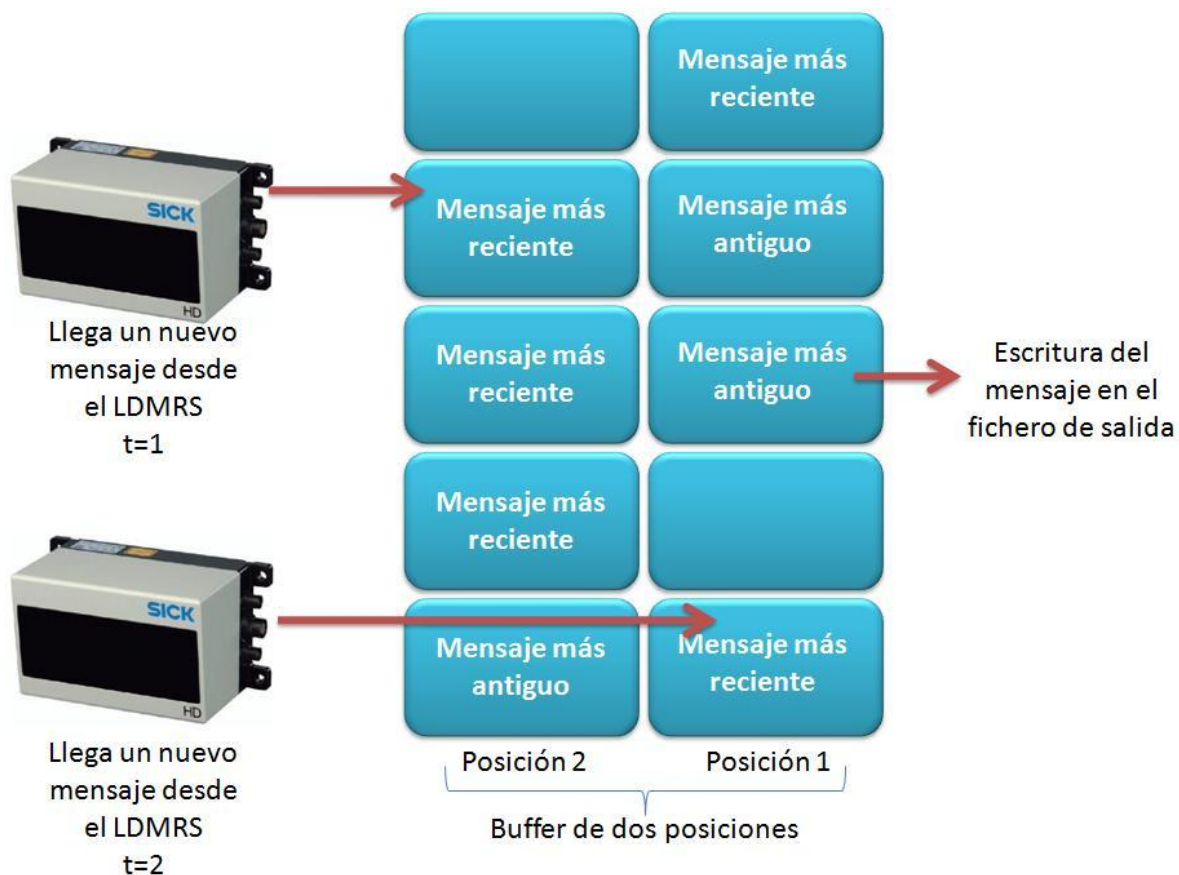 Mensaje más
reciente
SICK
HD
Llega un nuevo
mensaje desde
el LDMRS
t=1
Mensaje más
reciente
Mensaje más
antiguo
Mensaje más
reciente
Mensaje más
antiguo
Escritura del
mensaje en el
fichero de salida
Mensaje más
reciente
SICK
HD
Llega un nuevo
mensaje desde
el LDMRS
t=2
Mensaje más
antiguo
Mensaje más
reciente
Posición 2
Posición 1
Buffer de dos posiciones